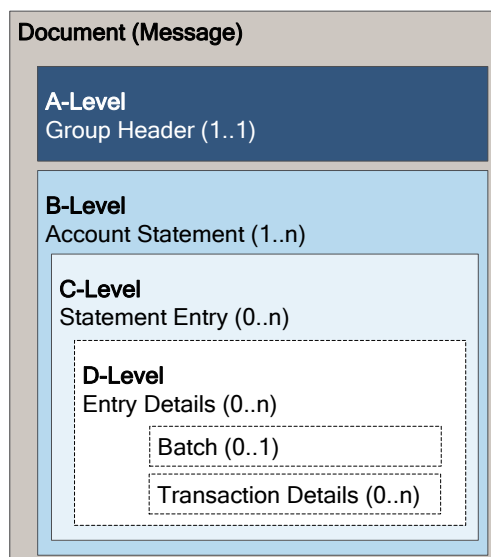 Document (Message)
A-Level
Group Header (1..1)
B-Level
Account Statement (1..n)
C-Level
Statement Entry (0..n)
D-Level
Entry Details (0..n)
Batch (0..1)
Transaction Details (0..n)